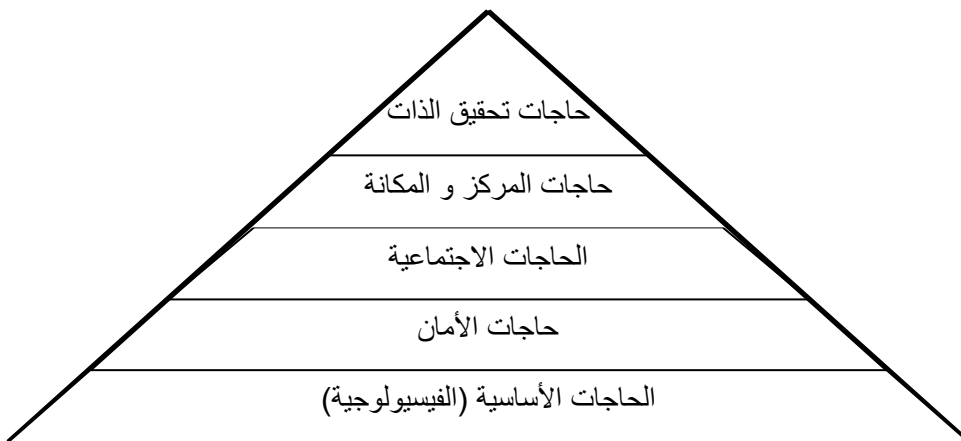 حاجات تحقيق الذات
حاجات المركز و المكانة
الحاجات الاجتماعية
حاجات الأمان
الحاجات الأساسية (الفيسيولوجية)